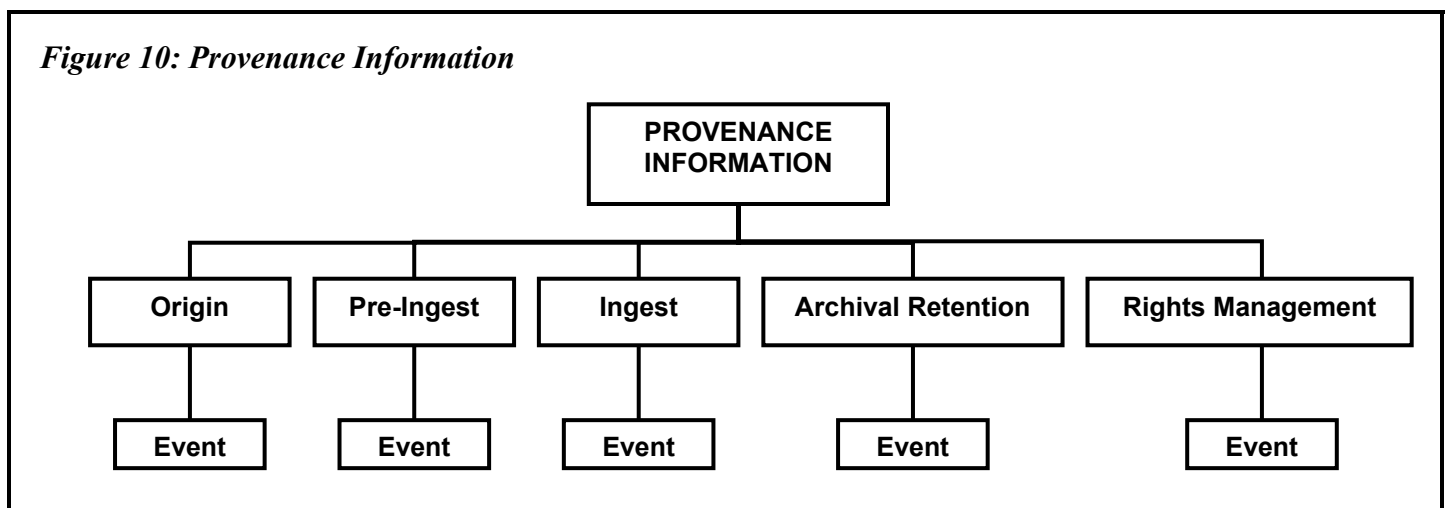 Figure 10: Provenance Information
PROVENANCE
INFORMATION
Origin
Pre-Ingest
Ingest
Archival Retention
Rights Management
Event
Event
Event
Event
Event